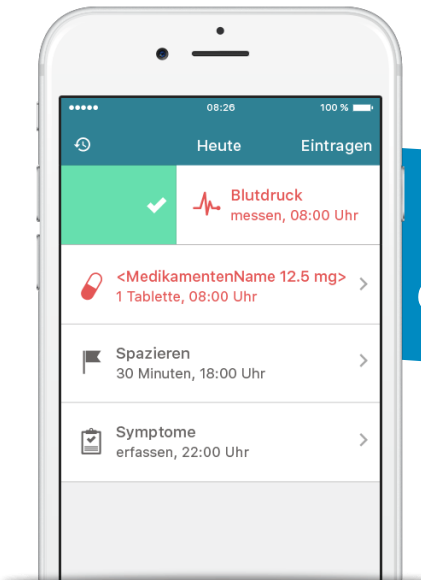 08:26
100 %
Heute
Eintragen
Blutdruck
messen, 08:00 Uhr
<MedikamentenName 12.5 mg>
1 Tablette, 08:00 Uhr
Spazieren
30 Minuten, 18:00 Uhr
Symptome
erfassen, 22:00 Uhr